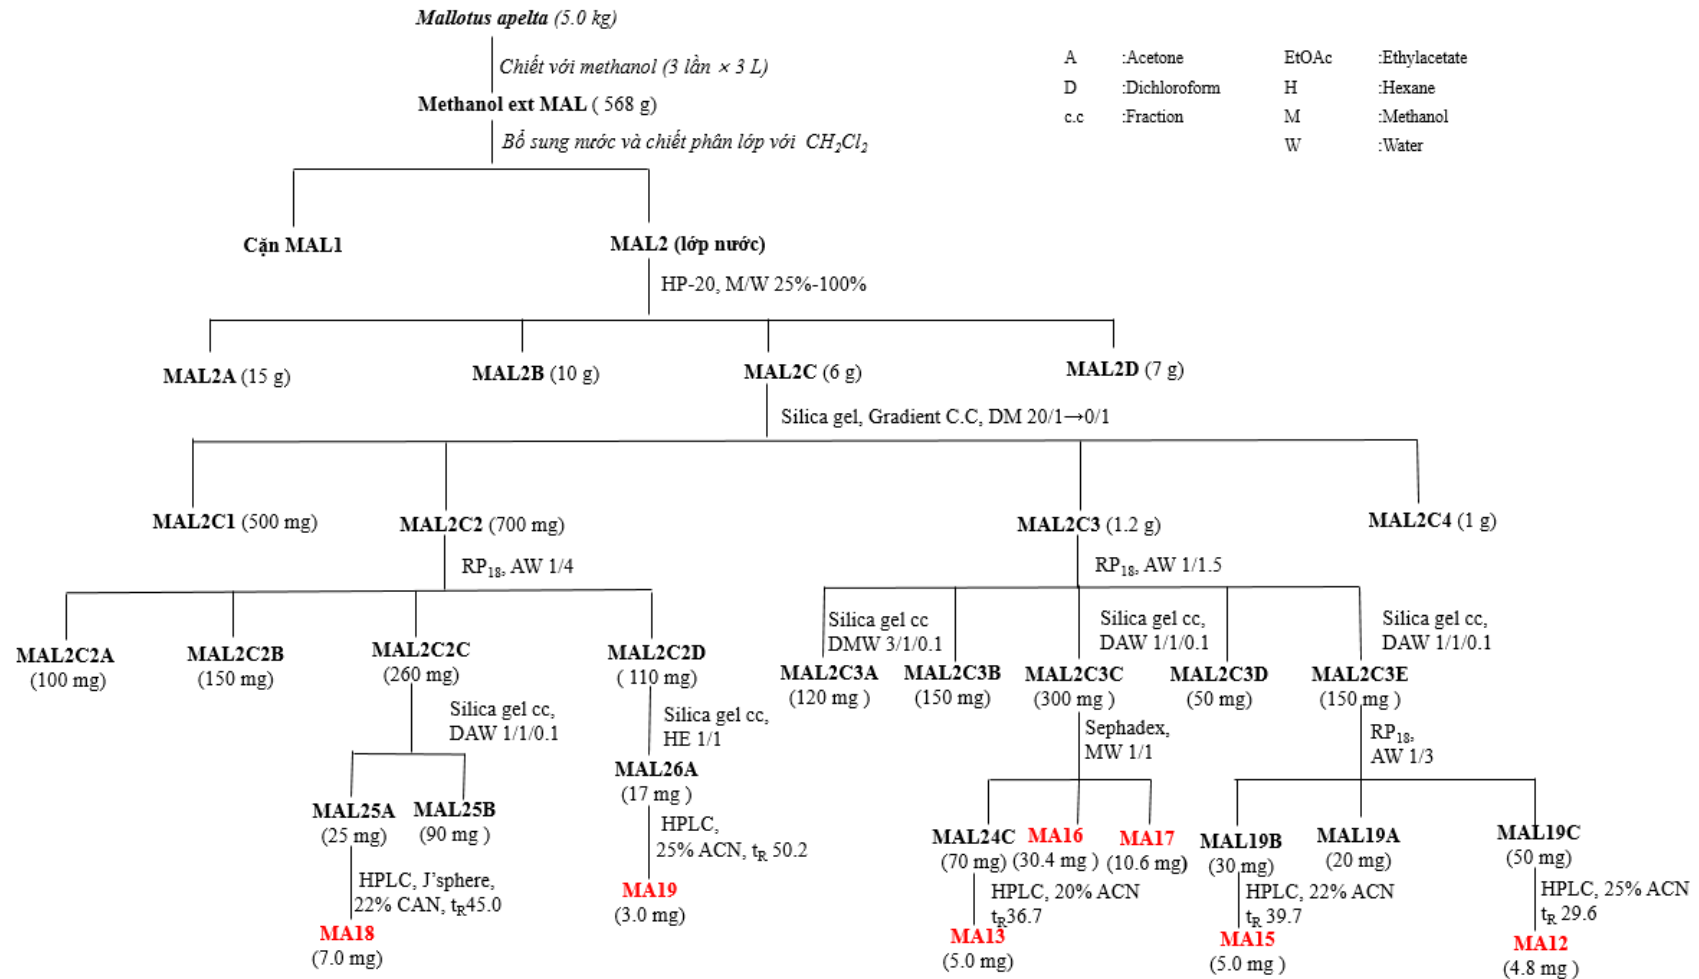 Mallotus apelta (5.0 kg)
Chiết với methanol (3 lần × 3 L)
Methanol ext MAL ( 568 g)
Bổ sung nước và chiết phân lớp với CH₂Cl₂
A :Acetone EtOAc :Ethylacetate
D :Dichloroform H :Hexane
c.c :Fraction M :Methanol
W :Water
Cặn MAL1
MAL2 (lớp nước)
HP-20, M/W 25%-100%
MAL2A (15 g)
MAL2B (10 g)
MAL2C (6 g)
MAL2D (7 g)
Silica gel, Gradient C.C, DM 20/1→0/1
MAL2C1 (500 mg)
MAL2C2 (700 mg)
MAL2C3 (1.2 g)
MAL2C4 (1 g)
RP₁₈, AW 1/4
RP₁₈, AW 1/1.5
MAL2C2A
(100 mg)
MAL2C2B
(150 mg)
MAL2C2C
(260 mg)
MAL2C2D
( 110 mg)
Silica gel cc
DMW 3/1/0.1
Silica gel cc,
DAW 1/1/0.1
Silica gel cc,
DAW 1/1/0.1
MAL2C3A
(120 mg )
MAL2C3B
(150 mg)
MAL2C3C
(300 mg )
MAL2C3D
(50 mg)
MAL2C3E
(150 mg )
Silica gel cc,
DAW 1/1/0.1
Silica gel cc,
HE 1/1
Sephadex,
MW 1/1
RP₁₈,
AW 1/3
MAL25A
(25 mg)
MAL25B
(90 mg )
MAL26A
(17 mg )
MAL24C
(70 mg)
MA16
(30.4 mg )
MA17
(10.6 mg)
MAL19B
(30 mg)
MAL19A
(20 mg)
MAL19C
(50 mg)
HPLC, J'sphere,
22% CAN, tR45.0
HPLC,
25% ACN, tR 50.2
HPLC, 20% ACN
tR36.7
HPLC, 22% ACN
tR 39.7
HPLC, 25% ACN
tR 29.6
MA18
(7.0 mg)
MA19
(3.0 mg)
MA13
(5.0 mg)
MA15
(5.0 mg )
MA12
(4.8 mg )